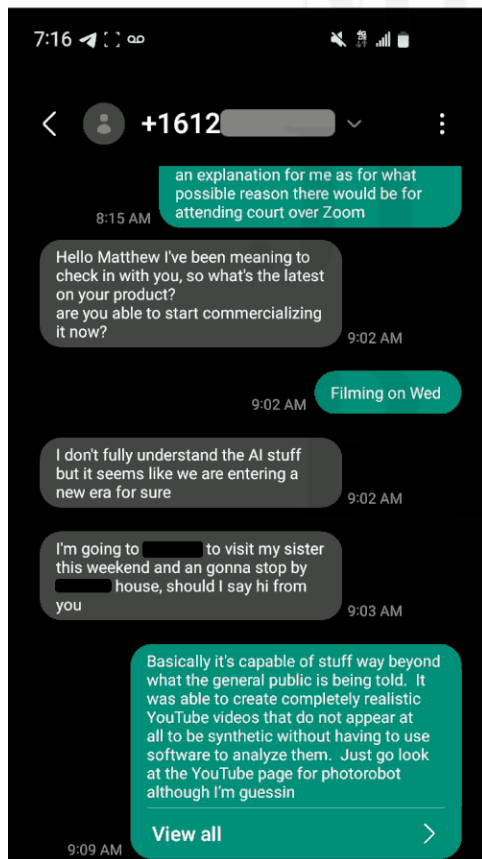 7:16
+1612
an explanation for me as for what
possible reason there would be for
attending court over Zoom
8:15 AM
Hello Matthew I've been meaning to
check in with you, so what's the latest
on your product?
are you able to start commercializing
it now?
9:02 AM
Filming on Wed
9:02 AM
I don't fully understand the AI stuff
but it seems like we are entering a
new era for sure
9:02 AM
I'm going to to visit my sister
this weekend and an gonna stop by
house, should I say hi from
you
9:03 AM
Basically it's capable of stuff way beyond
what the general public is being told.  It
was able to create completely realistic
YouTube videos that do not appear at
all to be synthetic without having to use
software to analyze them.  Just go look
at the YouTube page for photorobot
although I'm guessin
View all
9:09 AM